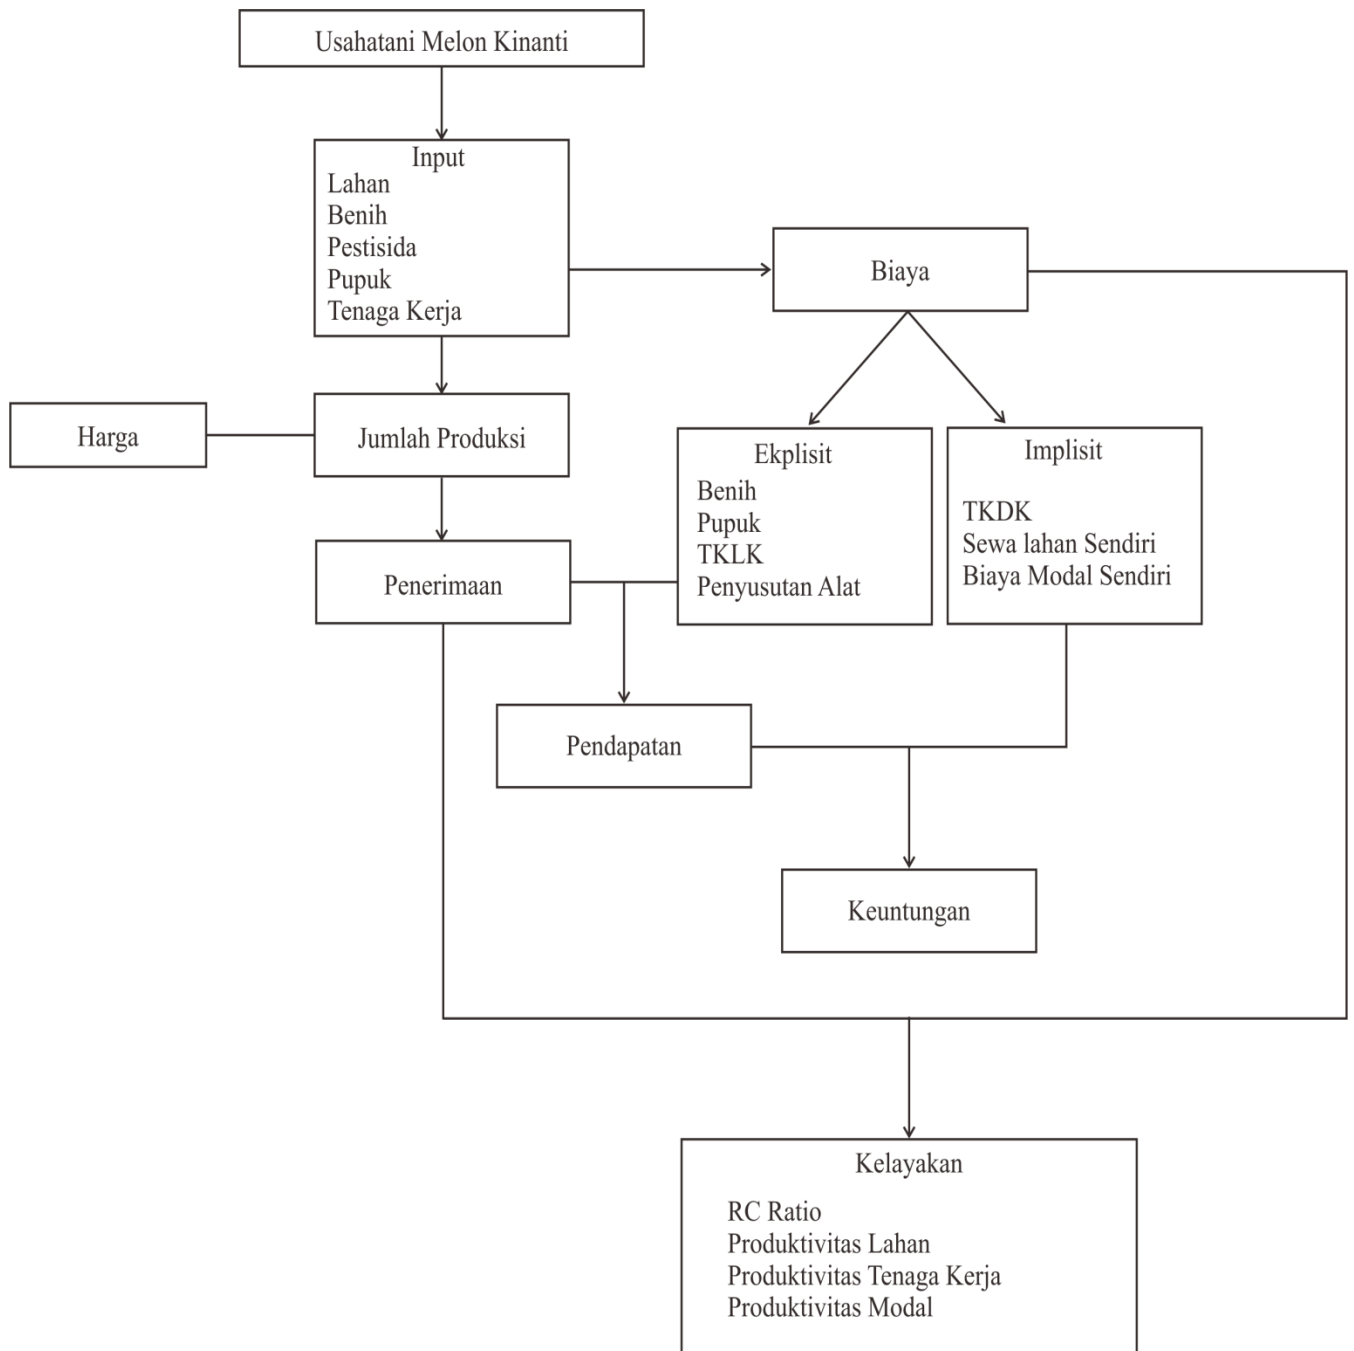 Usahatani Melon Kinanti
Input
Lahan
Benih
Pestisida
Pupuk
Tenaga Kerja
Biaya
Harga
Jumlah Produksi
Ekplisit
Benih
Pupuk
TKLK
Penyusutan Alat
Implisit
TKDK
Sewa lahan Sendiri
Biaya Modal Sendiri
Penerimaan
Pendapatan
Keuntungan
Kelayakan
RC Ratio
Produktivitas Lahan
Produktivitas Tenaga Kerja
Produktivitas Modal